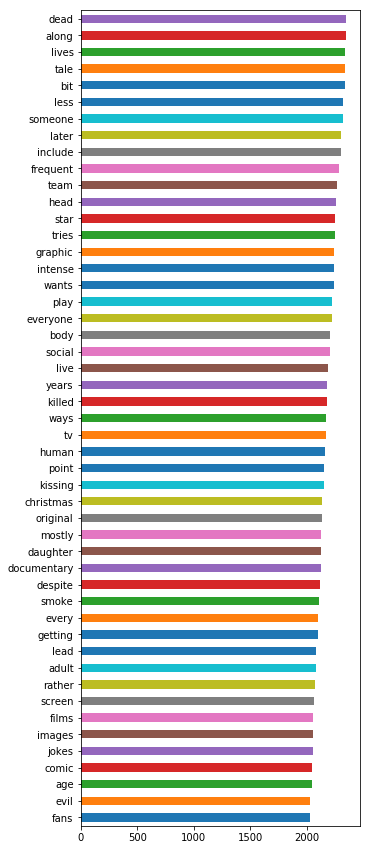 dead
along
lives
tale
bit
less
someone
later
include
frequent
team
head
star
tries
graphic
intense
wants
play
everyone
body
social
live
years
killed
ways
tv
human
point
kissing
christmas
original
mostly
daughter
documentary
despite
smoke
every
getting
lead
adult
rather
screen
films
images
jokes
comic
age
evil
fans
0 500 1000 1500 2000